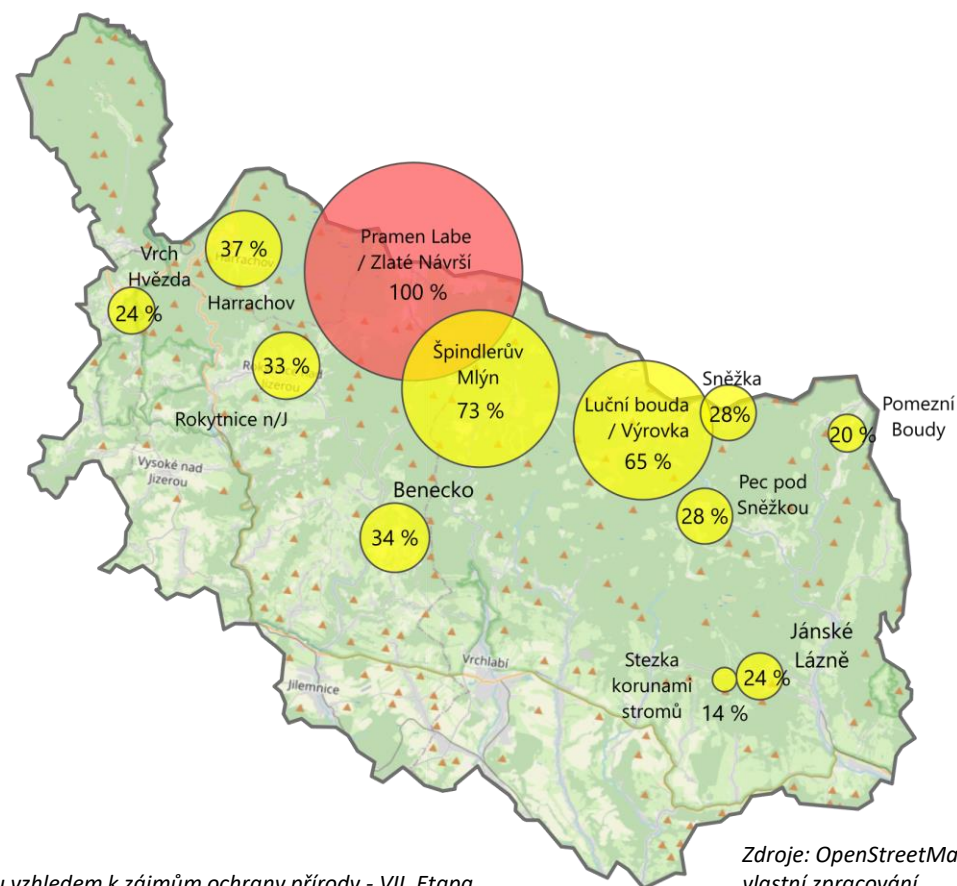 Pramen Labe
/ Zlaté Návrší
100 %
37 %
Harrachov
Harrachov
Vrch
Hvězda
24 %
33 %
Rokytnice n/J
Jizerou
Špindlerův
Mlýn
73 %
Luční bouda
/ Výrovka
65 %
Sněžka
28%
Pomezní
Boudy
20 %
Vysoké nad
Jizerou
Benecko
34 %
Pec pod
Sněžkou
28 %
Jánské
Lázně
24 %
Stezka
korunami
stromů
14 %
Vrchlabí
Jilemnice
Zdroje: OpenStreetMa
vlastní zpracování
u vzhledem k zájmům ochrany přírody - VII. Etapa